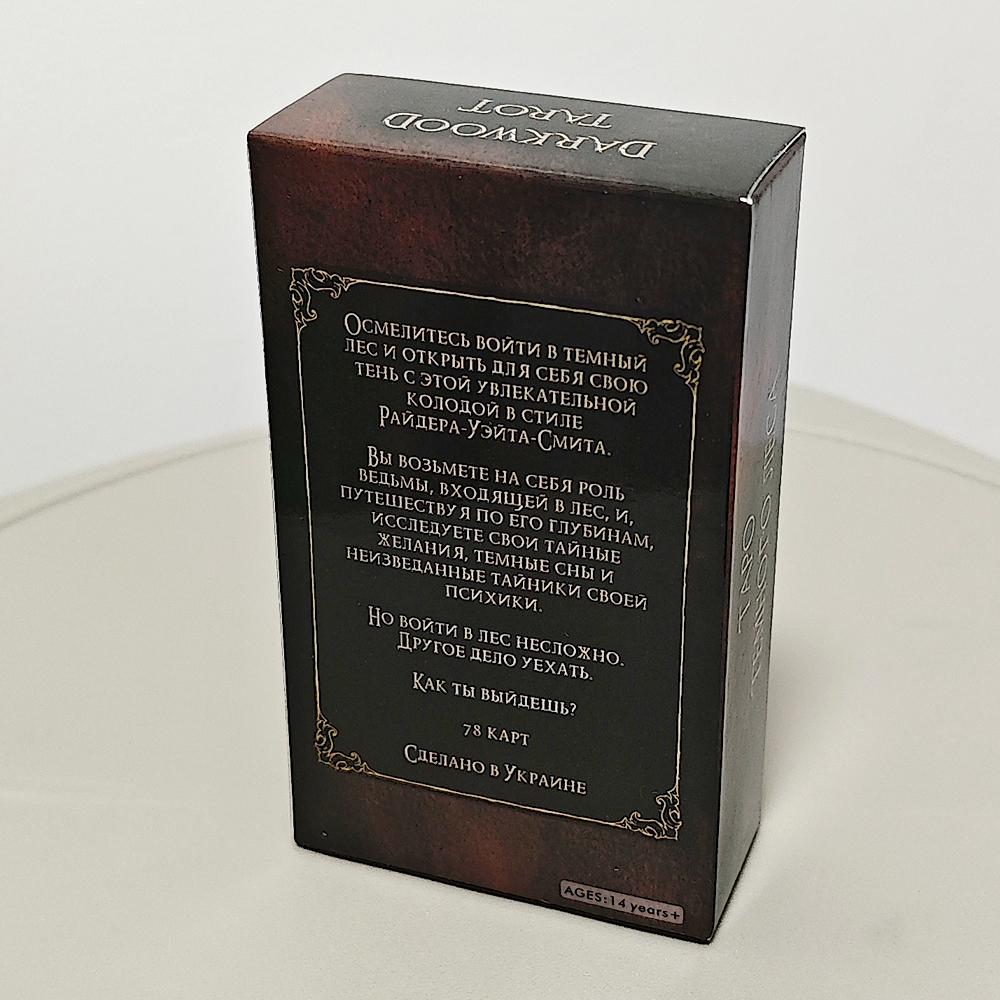 DARKWOOD
TAROT
Осмелитесь войти в темный
лес и открыть для себя свою
тень с этой увлекательной
колодой в стиле
Райдера-Уэйта-Смита.
Вы возьмете на себя роль
ведьмы, входящей в лес, и,
путешествуя по его глубинам,
исследуете свои тайные
желания, темные сны и
неизведанные тайники своей
психики.
Но войти в лес несложно.
Другое дело уехать.
Как ты выйдешь?
78 карт
Сделано в Украине
AGES:14 years+
ТАРО
ТЕМНОГО ЛЕСА